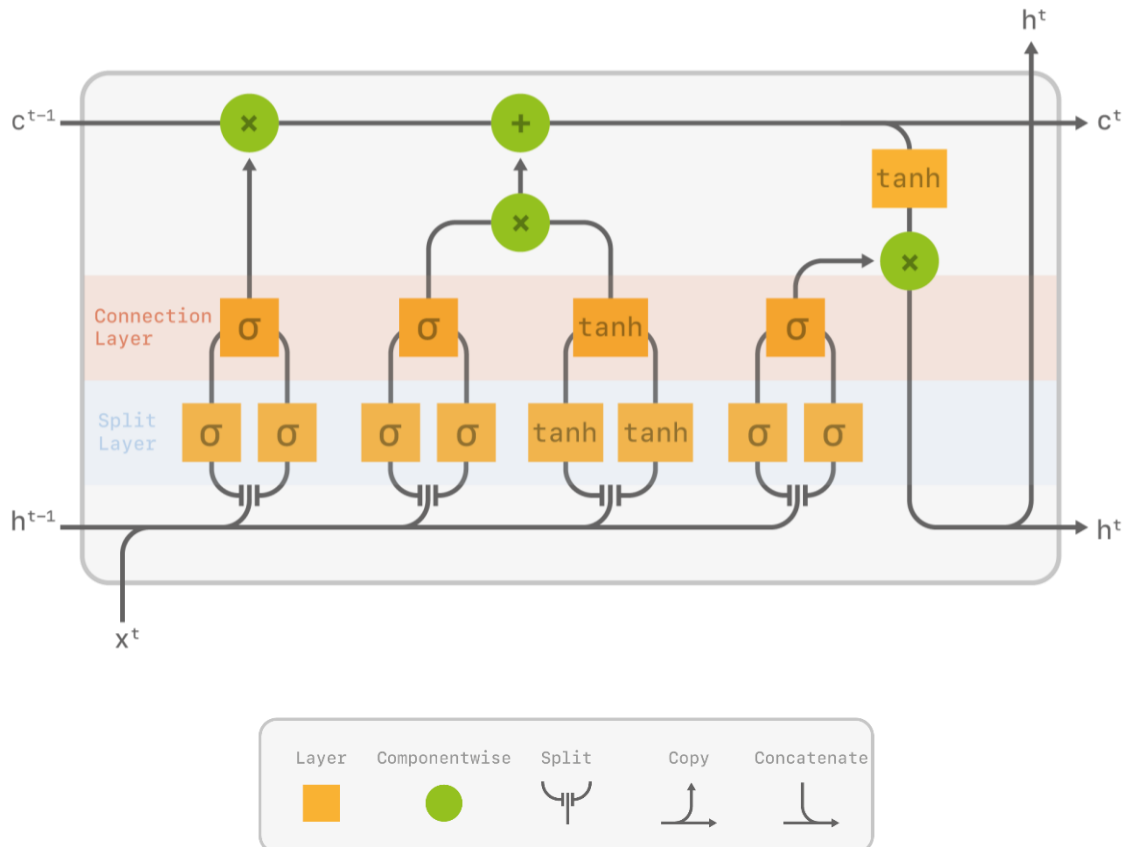 hᵗ
cᵗ⁻¹ × + cᵗ
tanh
× ×
Connection
Layer
σ σ tanh σ
Split
Layer
σ σ σ σ tanh tanh σ σ
hᵗ⁻¹ hᵗ
xᵗ
Layer Componentwise Split Copy Concatenate